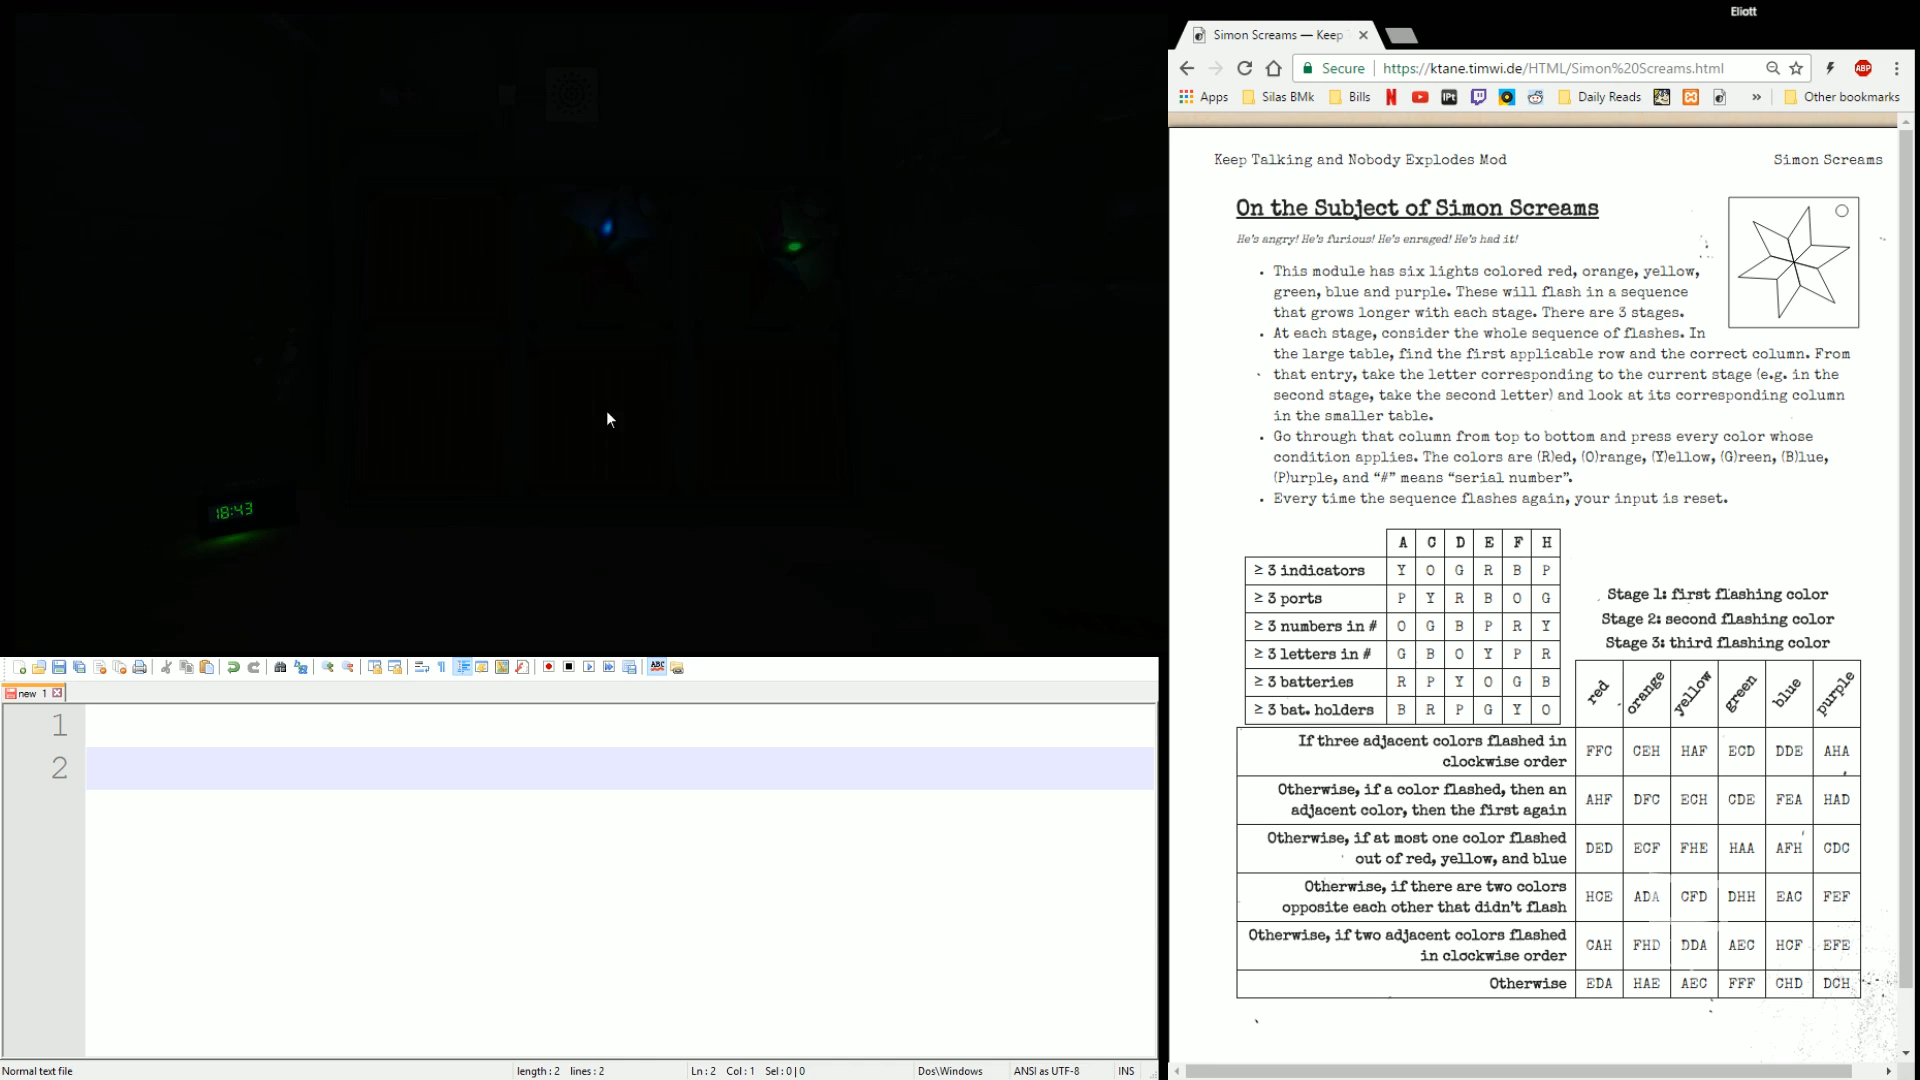 Eliott
Simon Screams — Keep
Secure
https://ktane.timwi.de/HTML/Simon%20Screams.html
ABP
Apps
Silas BMk
Bills
IPt
Daily Reads
»
Other bookmarks
Keep Talking and Nobody Explodes Mod
Simon Screams
On the Subject of Simon Screams
He's angry! He's furious! He's enraged! He's had it!
• This module has six lights colored red, orange, yellow,
green, blue and purple. These will flash in a sequence
that grows longer with each stage. There are 3 stages.
• At each stage, consider the whole sequence of flashes. In
the large table, find the first applicable row and the correct column. From
that entry, take the letter corresponding to the current stage (e.g. in the
second stage, take the second letter) and look at its corresponding column
in the smaller table.
• Go through that column from top to bottom and press every color whose
condition applies. The colors are (R)ed, (O)range, (Y)ellow, (G)reen, (B)lue,
(P)urple, and “#” means “serial number”.
• Every time the sequence flashes again, your input is reset.
A C D E F H
≥ 3 indicators Y O G R B P
≥ 3 ports P Y R B O G
≥ 3 numbers in # O G B P R Y
≥ 3 letters in # G B O Y P R
≥ 3 batteries R P Y O G B
≥ 3 bat. holders B R P G Y O
Stage 1: first flashing color
Stage 2: second flashing color
Stage 3: third flashing color
red orange yellow green blue purple
If three adjacent colors flashed in
clockwise order
FFC CEH HAF ECD DDE AHA
Otherwise, if a color flashed, then an
adjacent color, then the first again
AHF DFC ECH CDE FEA HAD
Otherwise, if at most one color flashed
out of red, yellow, and blue
DED ECF FHE HAA AFH CDC
Otherwise, if there are two colors
opposite each other that didn't flash
HCE ADA CFD DHH EAC FEF
Otherwise, if two adjacent colors flashed
in clockwise order
CAH FHD DDA AEC HCF EFE
Otherwise EDA HAE AEC FFF CHD DCH
18:43
ABC
new 1
1
2
Normal text file
length : 2 lines : 2
Ln : 2 Col : 1 Sel : 0 | 0
Dos\Windows
ANSI as UTF-8
INS